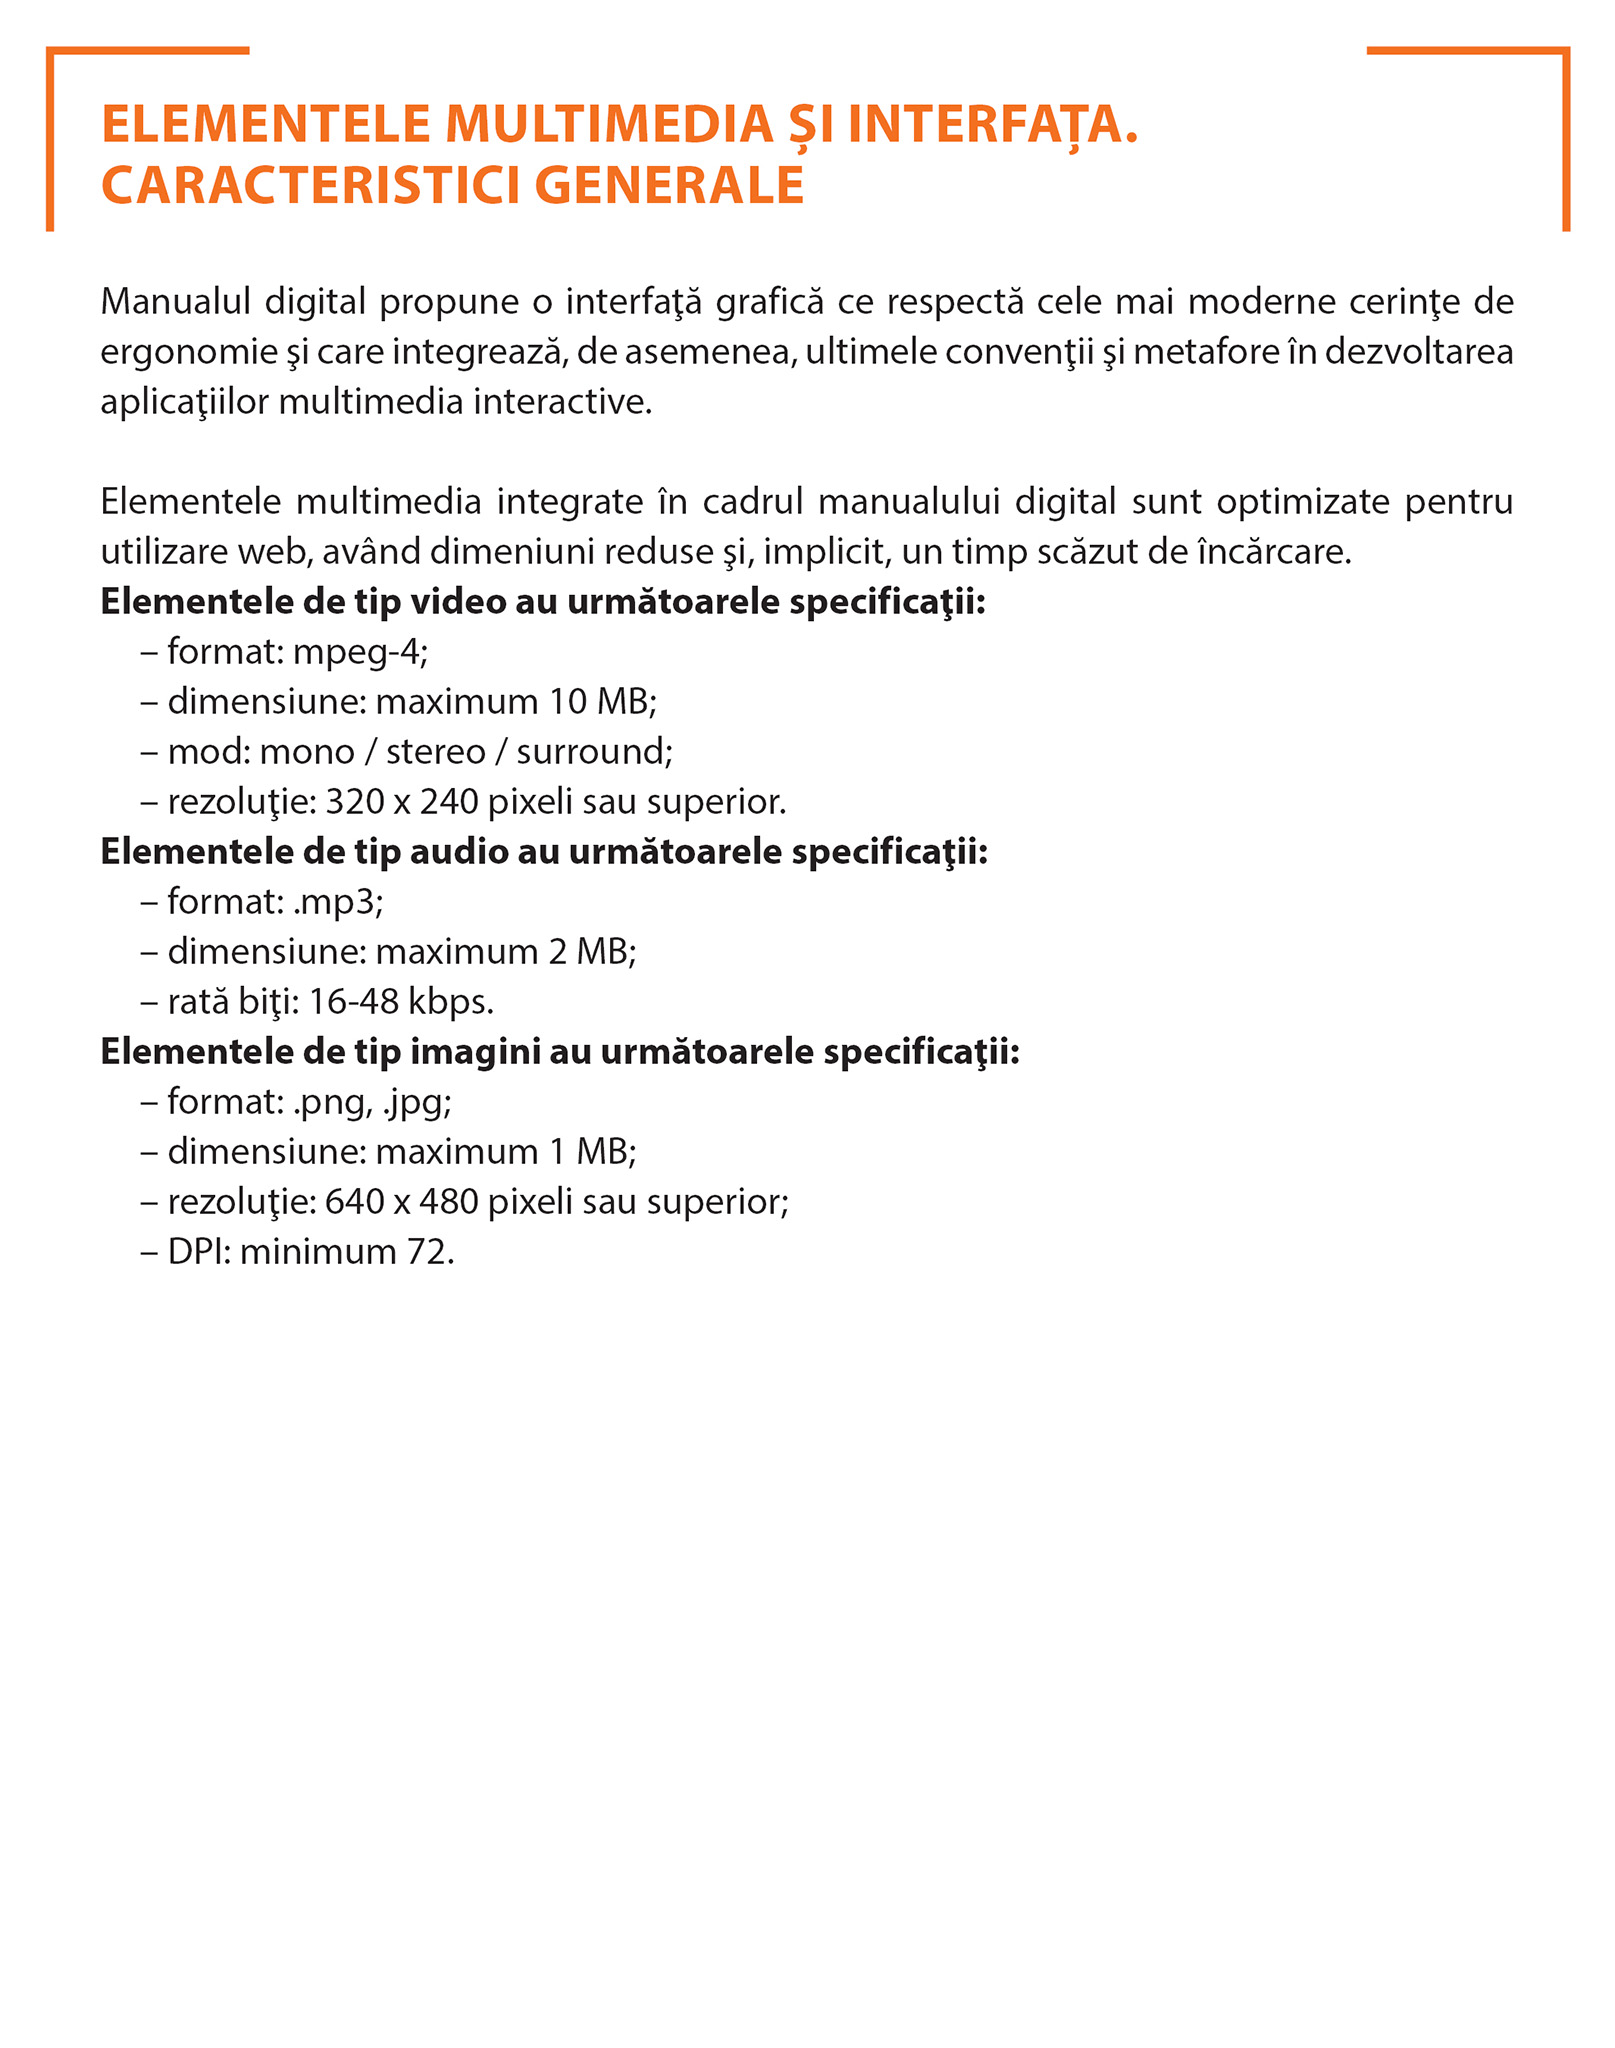 ELEMENTELE MULTIMEDIA ȘI INTERFAȚA.
CARACTERISTICI GENERALE
Manualul digital propune o interfaţă grafică ce respectă cele mai moderne cerinţe de
ergonomie şi care integrează, de asemenea, ultimele convenţii şi metafore în dezvoltarea
aplicaţiilor multimedia interactive.
Elementele multimedia integrate în cadrul manualului digital sunt optimizate pentru
utilizare web, având dimeniuni reduse şi, implicit, un timp scăzut de încărcare.
Elementele de tip video au următoarele specificaţii:
– format: mpeg-4;
– dimensiune: maximum 10 MB;
– mod: mono / stereo / surround;
– rezoluţie: 320 x 240 pixeli sau superior.
Elementele de tip audio au următoarele specificaţii:
– format: .mp3;
– dimensiune: maximum 2 MB;
– rată biţi: 16-48 kbps.
Elementele de tip imagini au următoarele specificaţii:
– format: .png, .jpg;
– dimensiune: maximum 1 MB;
– rezoluţie: 640 x 480 pixeli sau superior;
– DPI: minimum 72.